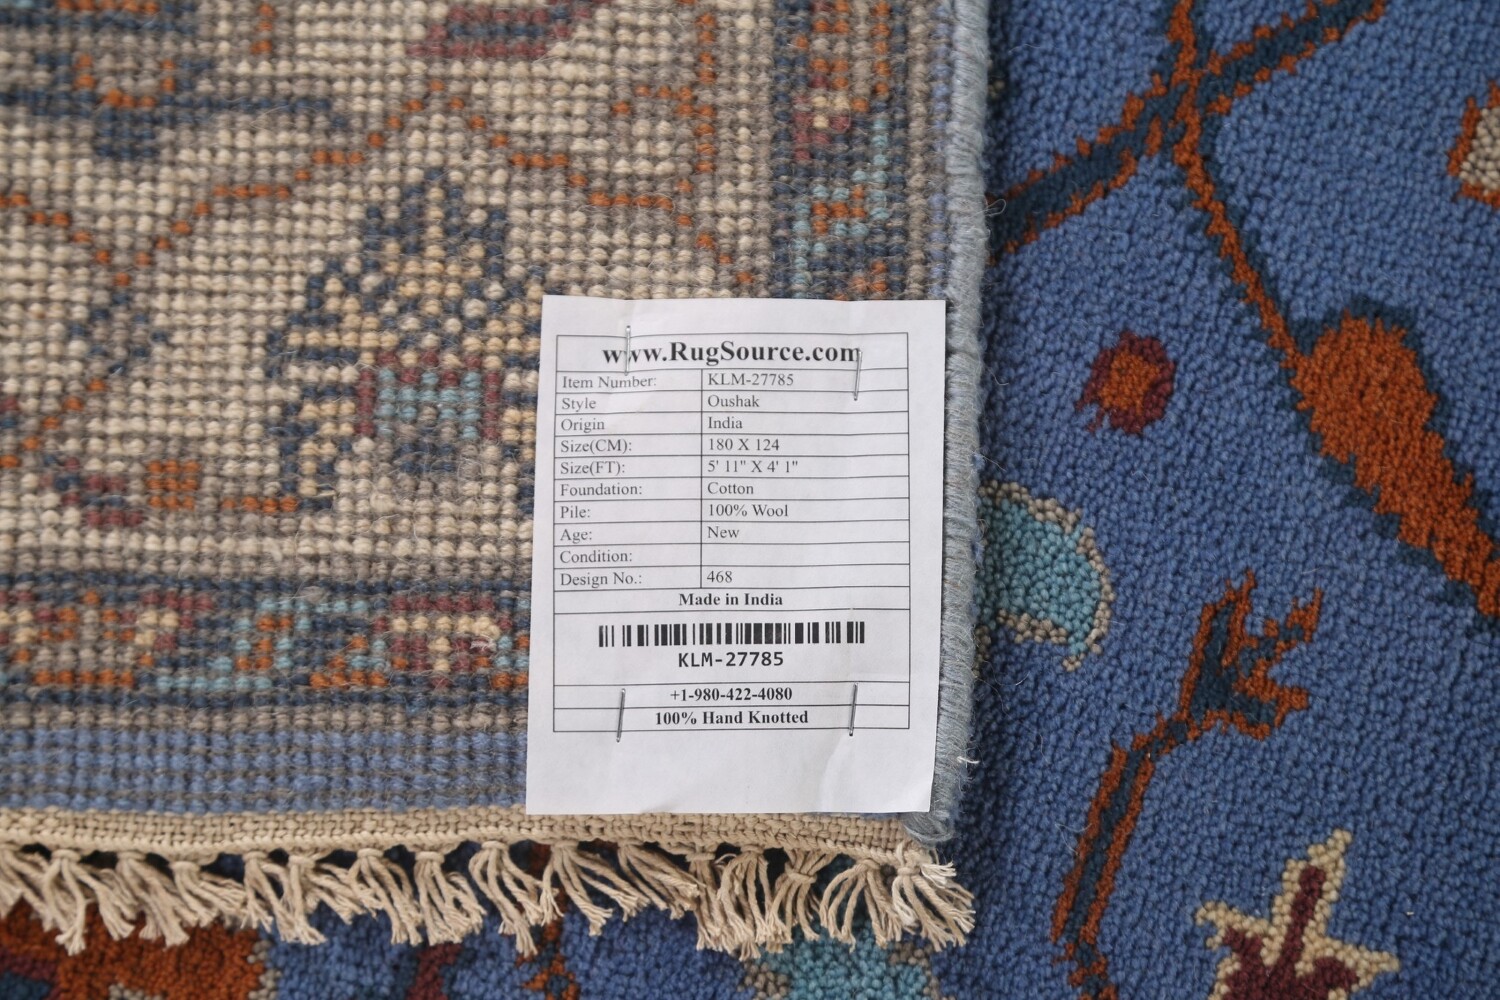 www.RugSource.com
Item Number: KLM-27785
Style Oushak
Origin India
Size(CM): 180 X 124
Size(FT): 5' 11" X 4' 1"
Foundation: Cotton
Pile: 100% Wool
Age: New
Condition:
Design No.: 468
Made in India
KLM-27785
+1-980-422-4080
100% Hand Knotted